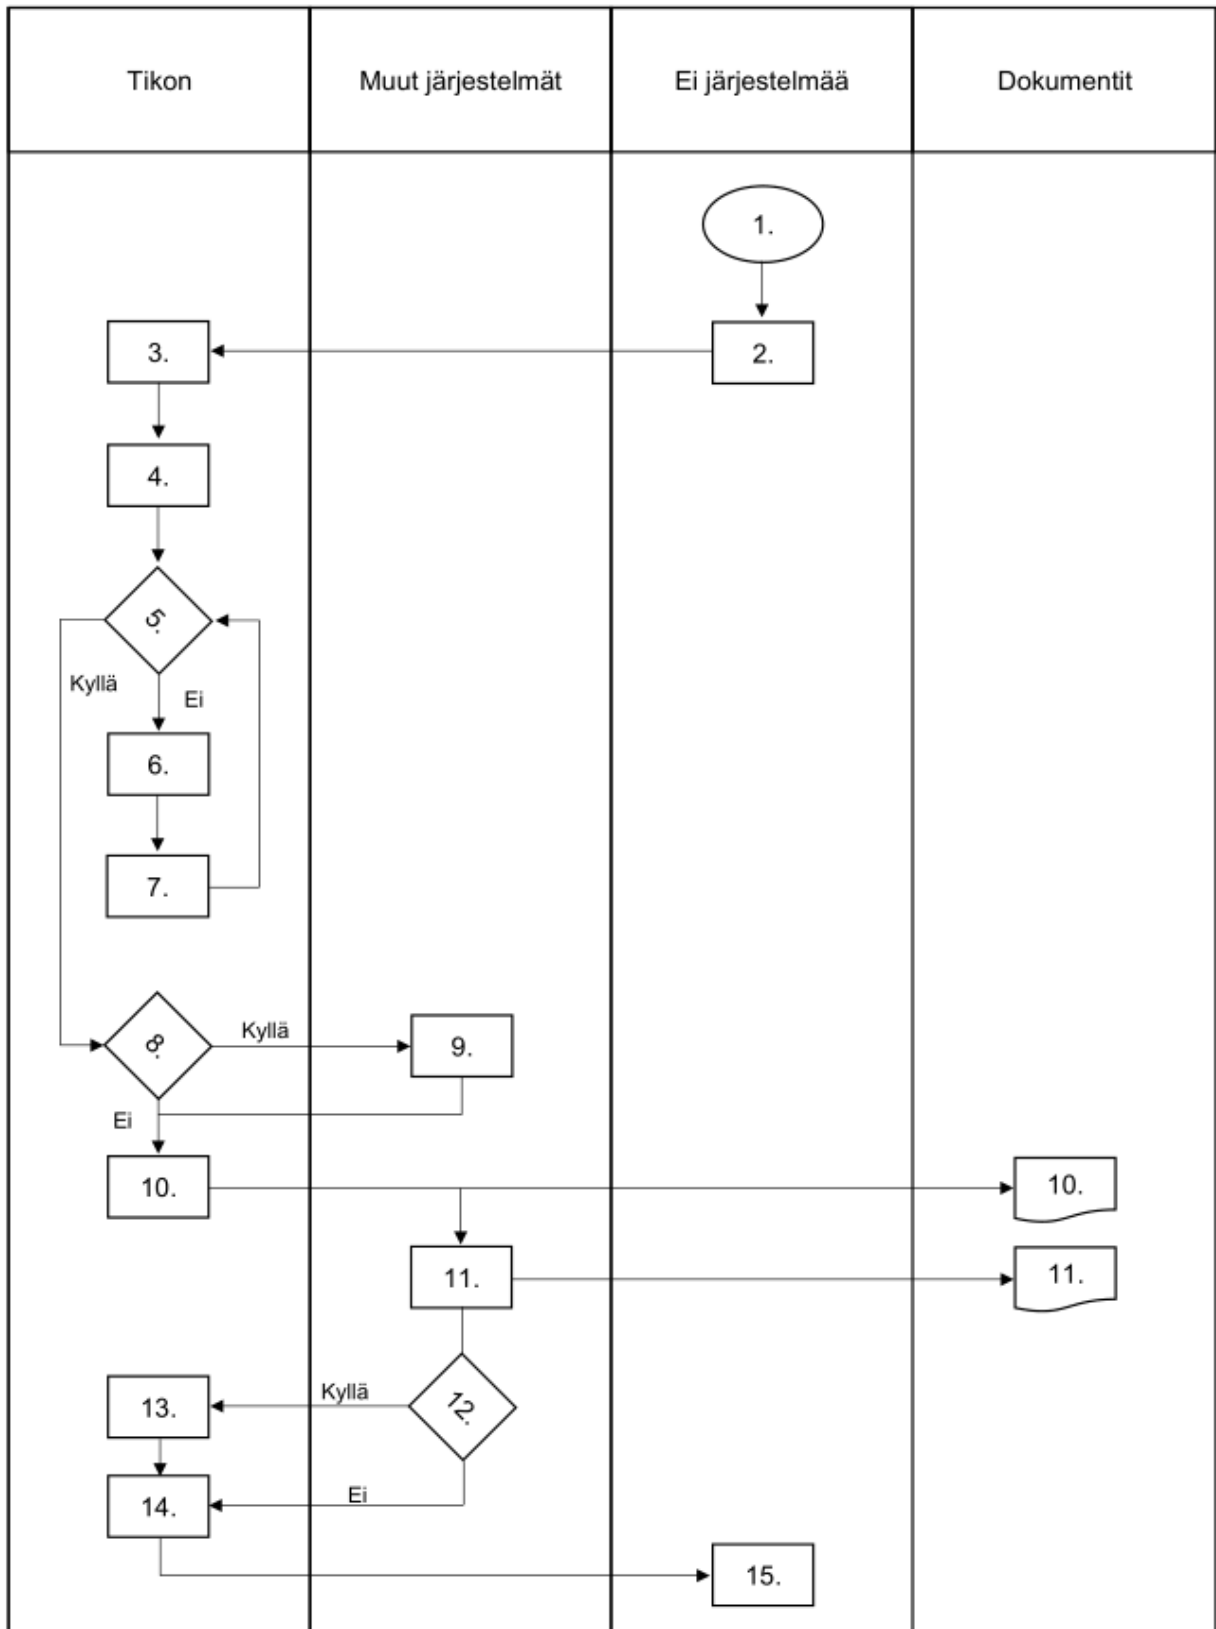 Tikon
Muut järjestelmät
Ei järjestelmää
Dokumentit
1.
3.
2.
4.
5.
Kyllä
Ei
6.
7.
8.
Kyllä
9.
Ei
10.
10.
11.
11.
13.
Kyllä
12.
14.
Ei
15.